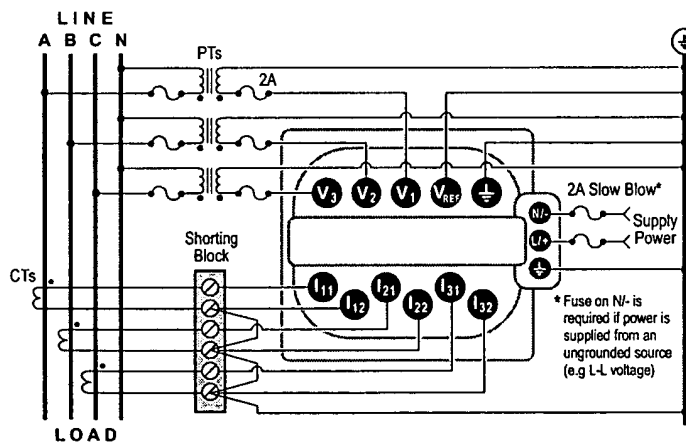 LINE
A B C N
PTs
2A
V3 V2 V1 VREF
2A Slow Blow*
N/-
Supply
Power
L/+
Shorting
Block
CTs
I11 I21 I31
I12 I22 I32
* Fuse on N/- is
required if power is
supplied from an
ungrounded source
(e.g L-L voltage)
LOAD